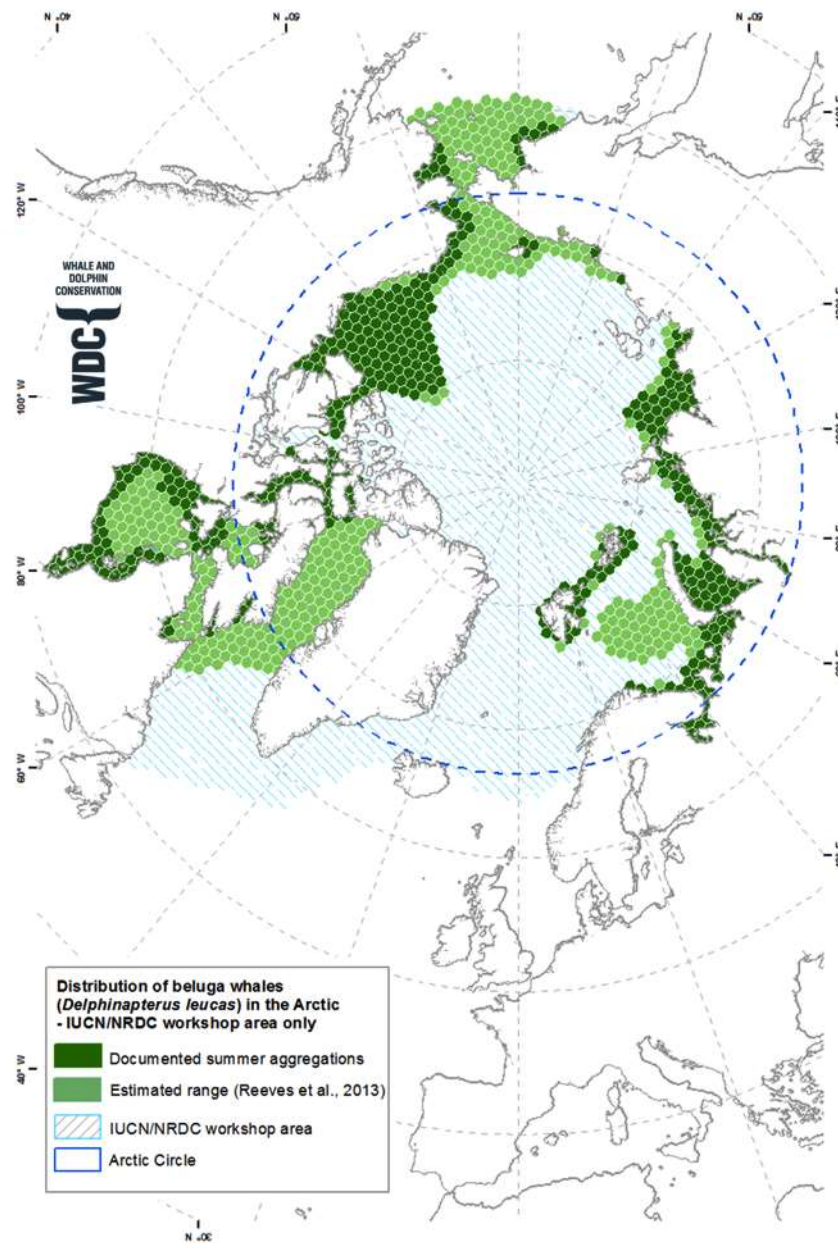 40° N
50° N
60° N
120° W
WHALE AND
DOLPHIN
CONSERVATION
WDC
100° W
80° W
60° W
40° W
30° N
Distribution of beluga whales
(Delphinapterus leucas) in the Arctic
- IUCN/NRDC workshop area only
Documented summer aggregations
Estimated range (Reeves et al., 2013)
IUCN/NRDC workshop area
Arctic Circle